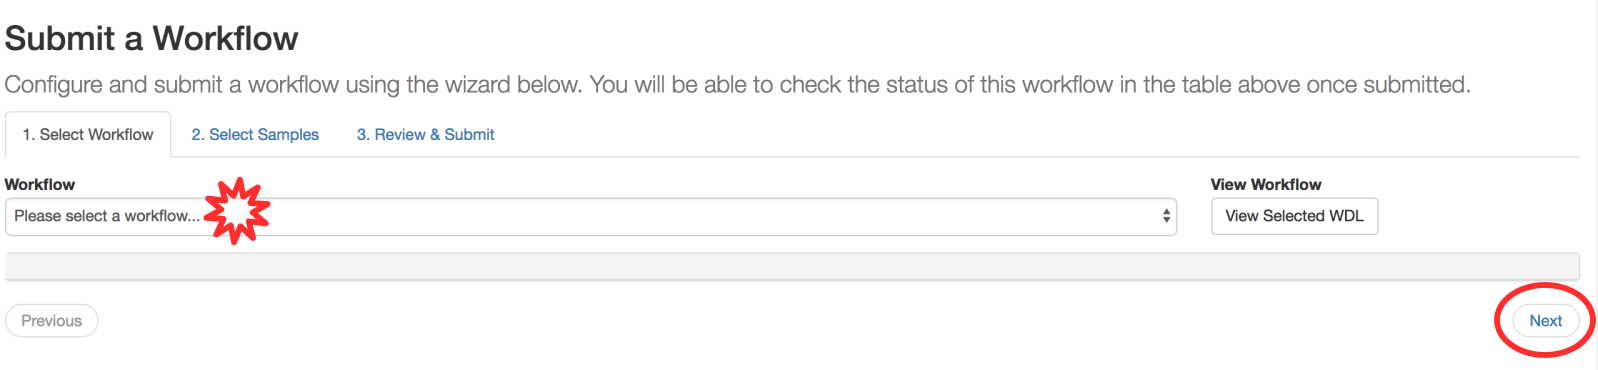 Submit a Workflow
Configure and submit a workflow using the wizard below. You will be able to check the status of this workflow in the table above once submitted.
1. Select Workflow 2. Select Samples 3. Review & Submit
Workflow View Workflow
Please select a workflow... View Selected WDL
Previous Next